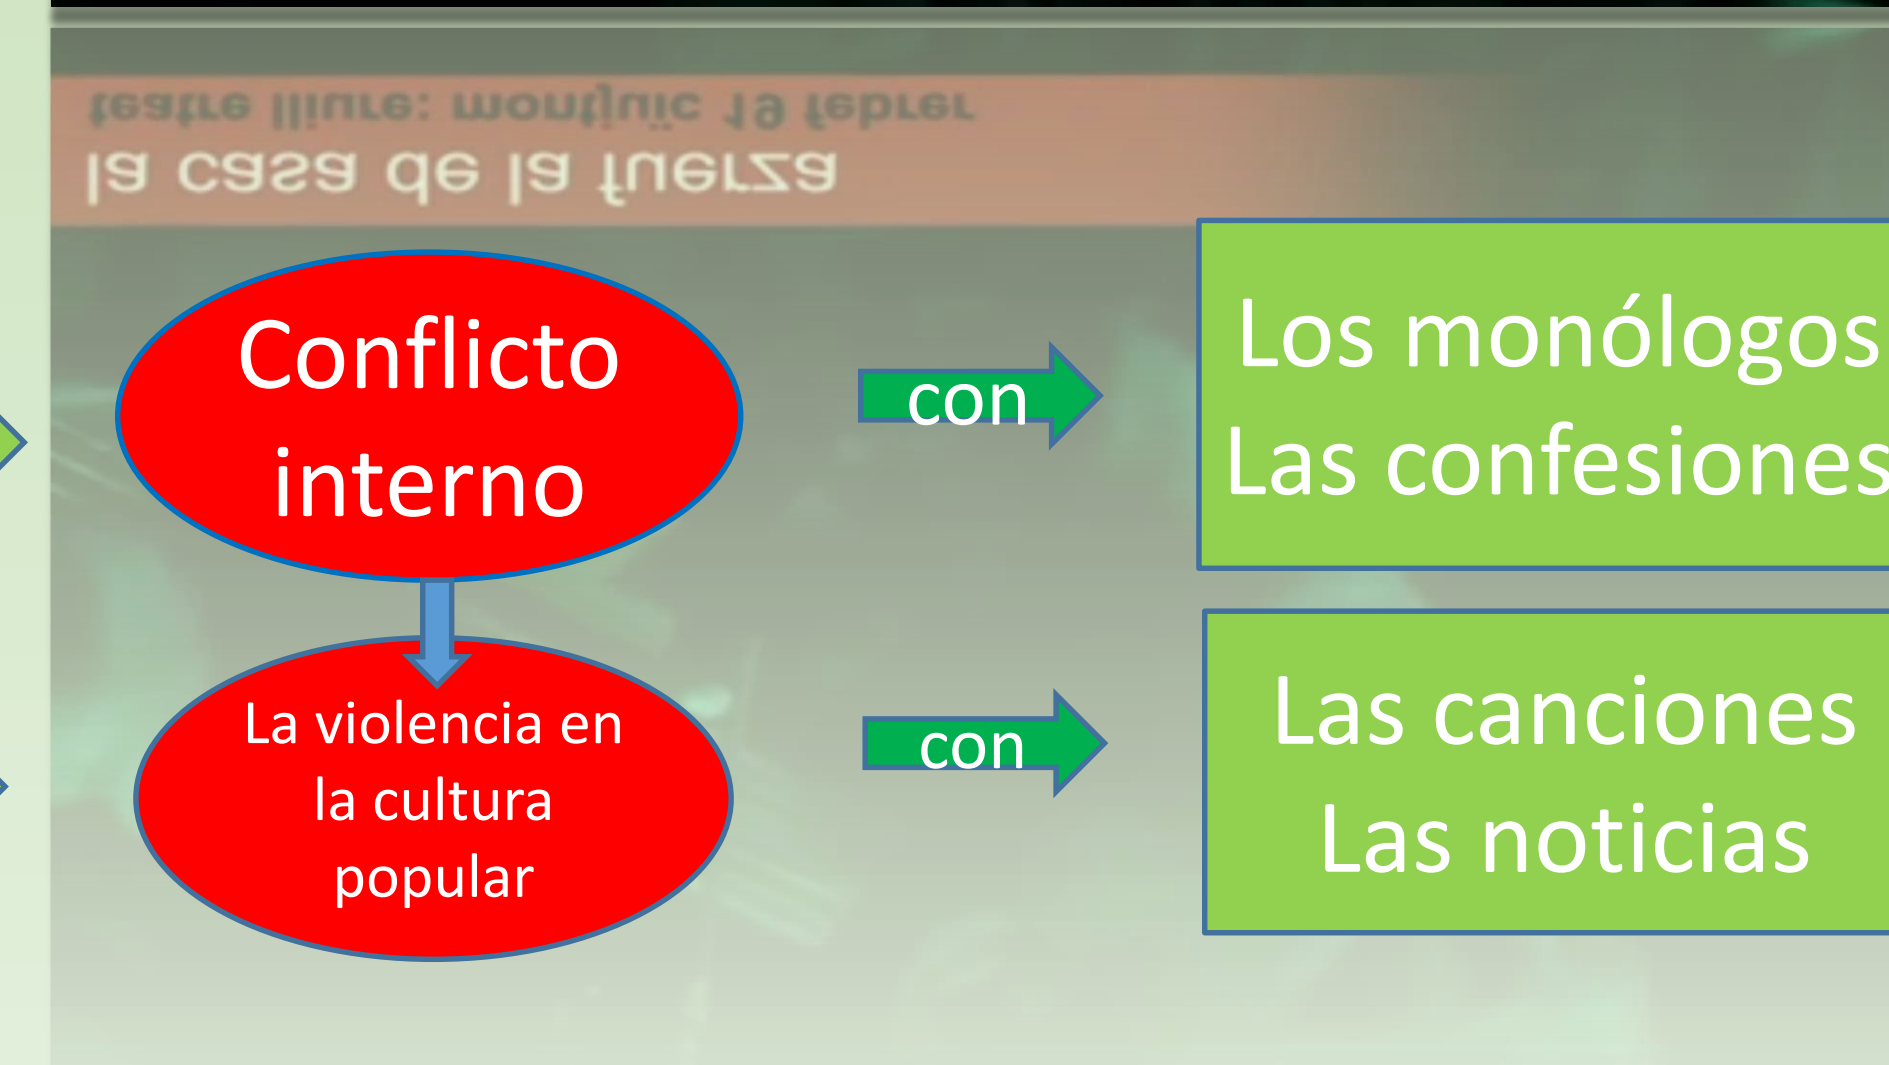 teatre lliure: montjuïc 19 febrer
la casa de la fuerza
Conflicto
interno
con
Los monólogos
Las confesiones
La violencia en
la cultura
popular
con
Las canciones
Las noticias